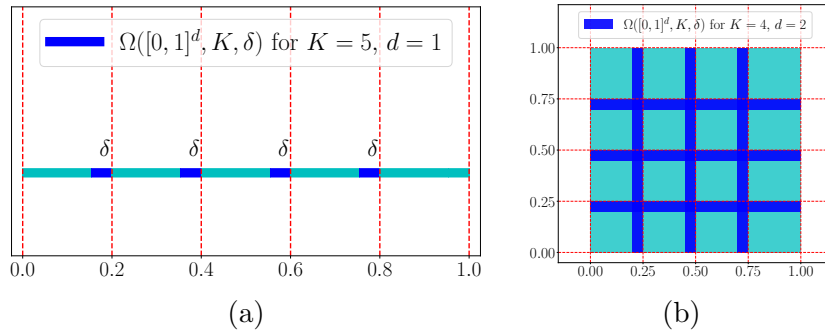 Ω([0, 1]^d, K, δ) for K = 5, d = 1
δ δ δ δ
0.0 0.2 0.4 0.6 0.8 1.0
(a)
Ω([0, 1]^d, K, δ) for K = 4, d = 2
1.00
0.75
0.50
0.25
0.00
0.00 0.25 0.50 0.75 1.00
(b)